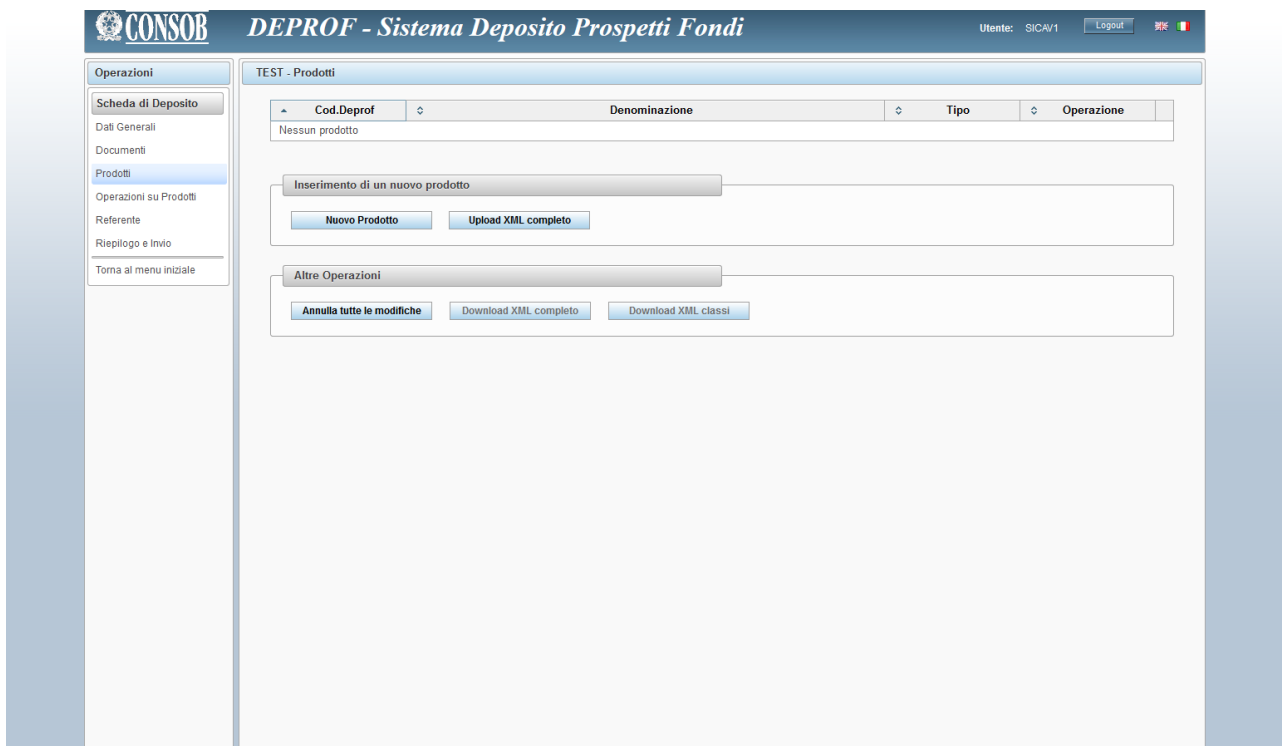 CONSOB
DEPROF - Sistema Deposito Prospetti Fondi
Utente: SICAV1 Logout
Operazioni
Scheda di Deposito
Dati Generali
Documenti
Prodotti
Operazioni su Prodotti
Referente
Riepilogo e Invio
Torna al menu iniziale
TEST - Prodotti
Cod.Deprof Denominazione Tipo Operazione
Nessun prodotto
Inserimento di un nuovo prodotto
Nuovo Prodotto Upload XML completo
Altre Operazioni
Annulla tutte le modifiche Download XML completo Download XML classi